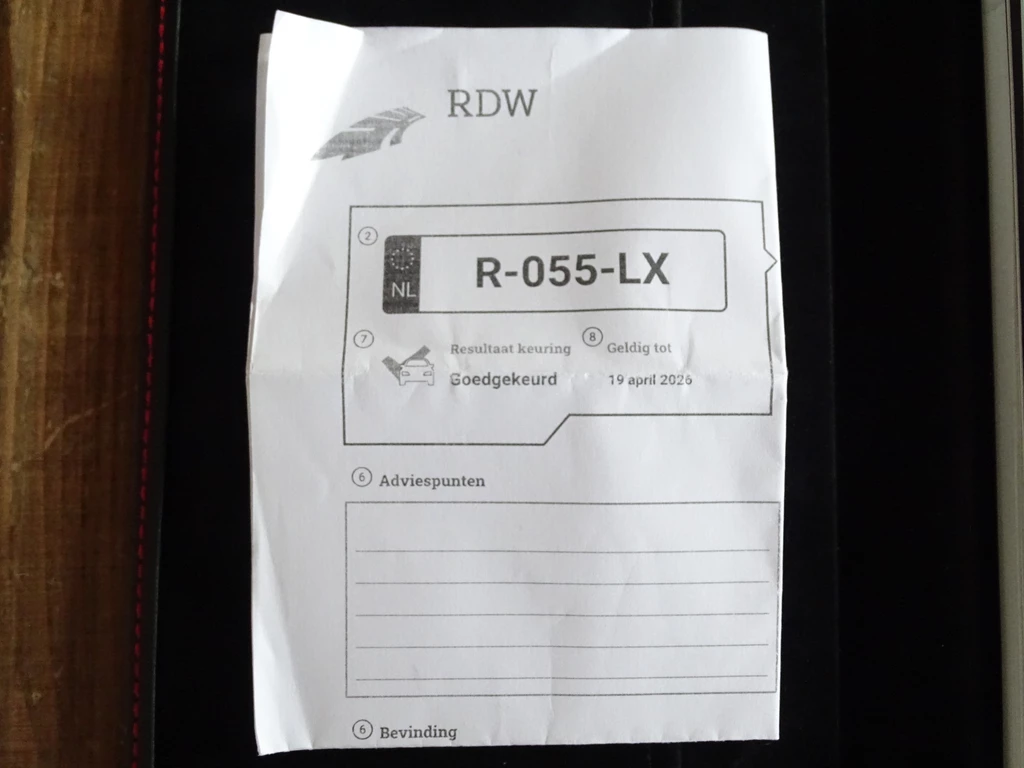 RDW
2
NL
R-055-LX
7
Resultaat keuring
8
Geldig tot
Goedgekeurd
19 april 2026
6 Adviespunten
6 Bevinding